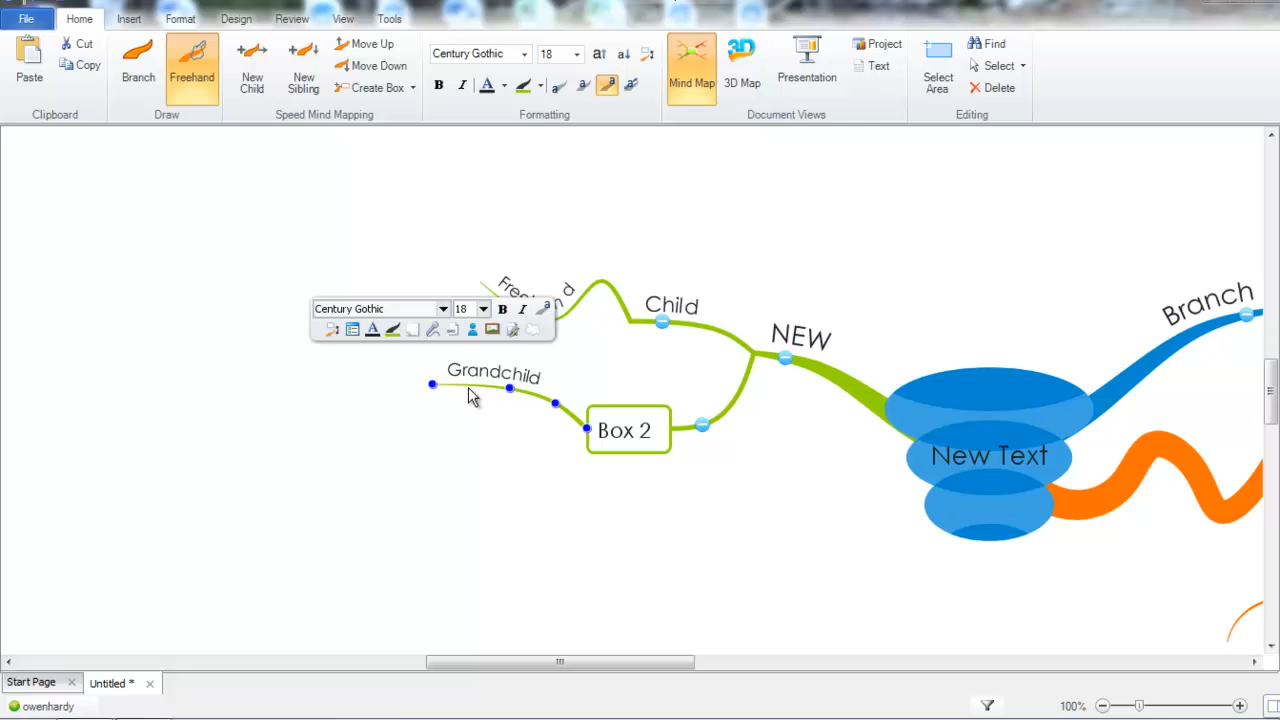 File Home Insert Format Design Review View Tools
Paste
Cut
Copy
Clipboard
Branch
Freehand
Draw
New Child
New Sibling
Move Up
Move Down
Create Box
Speed Mind Mapping
Century Gothic 18
Formatting
Mind Map
3D Map
Presentation
Project
Text
Document Views
Select Area
Find
Select
Delete
Editing
Century Gothic 18
Child
NEW
Branch
Grandchild
Box 2
New Text
Start Page
Untitled *
owenhardy
100%